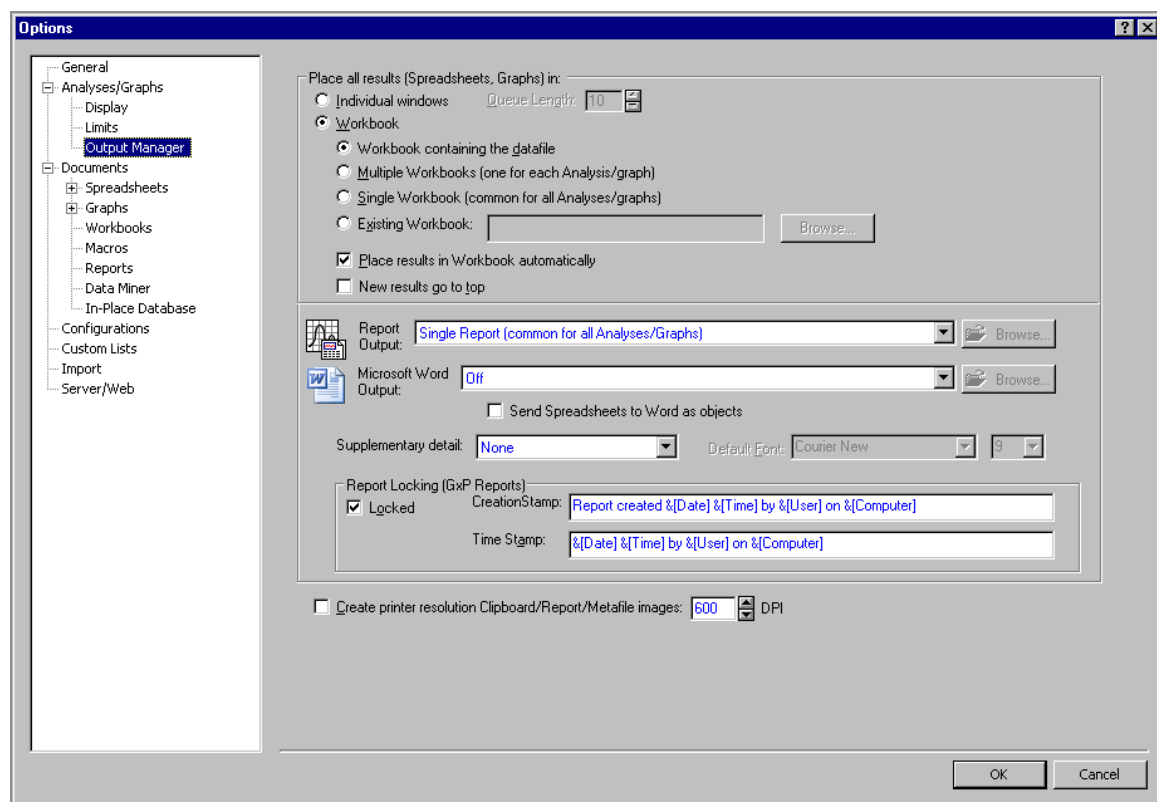 Options
General
Analyses/Graphs
Display
Limits
Output Manager
Documents
Spreadsheets
Graphs
Workbooks
Macros
Reports
Data Miner
In-Place Database
Configurations
Custom Lists
Import
Server/Web
Place all results (Spreadsheets, Graphs) in:
Individual windows Queue Length: 10
Workbook
Workbook containing the datafile
Multiple Workbooks (one for each Analysis/graph)
Single Workbook (common for all Analyses/graphs)
Existing Workbook: Browse...
Place results in Workbook automatically
New results go to top
Report
Output: Single Report (common for all Analyses/Graphs) Browse...
Microsoft Word
Output: Off Browse...
Send Spreadsheets to Word as objects
Supplementary detail: None Default Font: Courier New 9
Report Locking (GxP Reports)
Locked CreationStamp: Report created &[Date] &[Time] by &[User] on &[Computer]
Time Stamp: &[Date] &[Time] by &[User] on &[Computer]
Create printer resolution Clipboard/Report/Metafile images: 600 DPI
OK Cancel